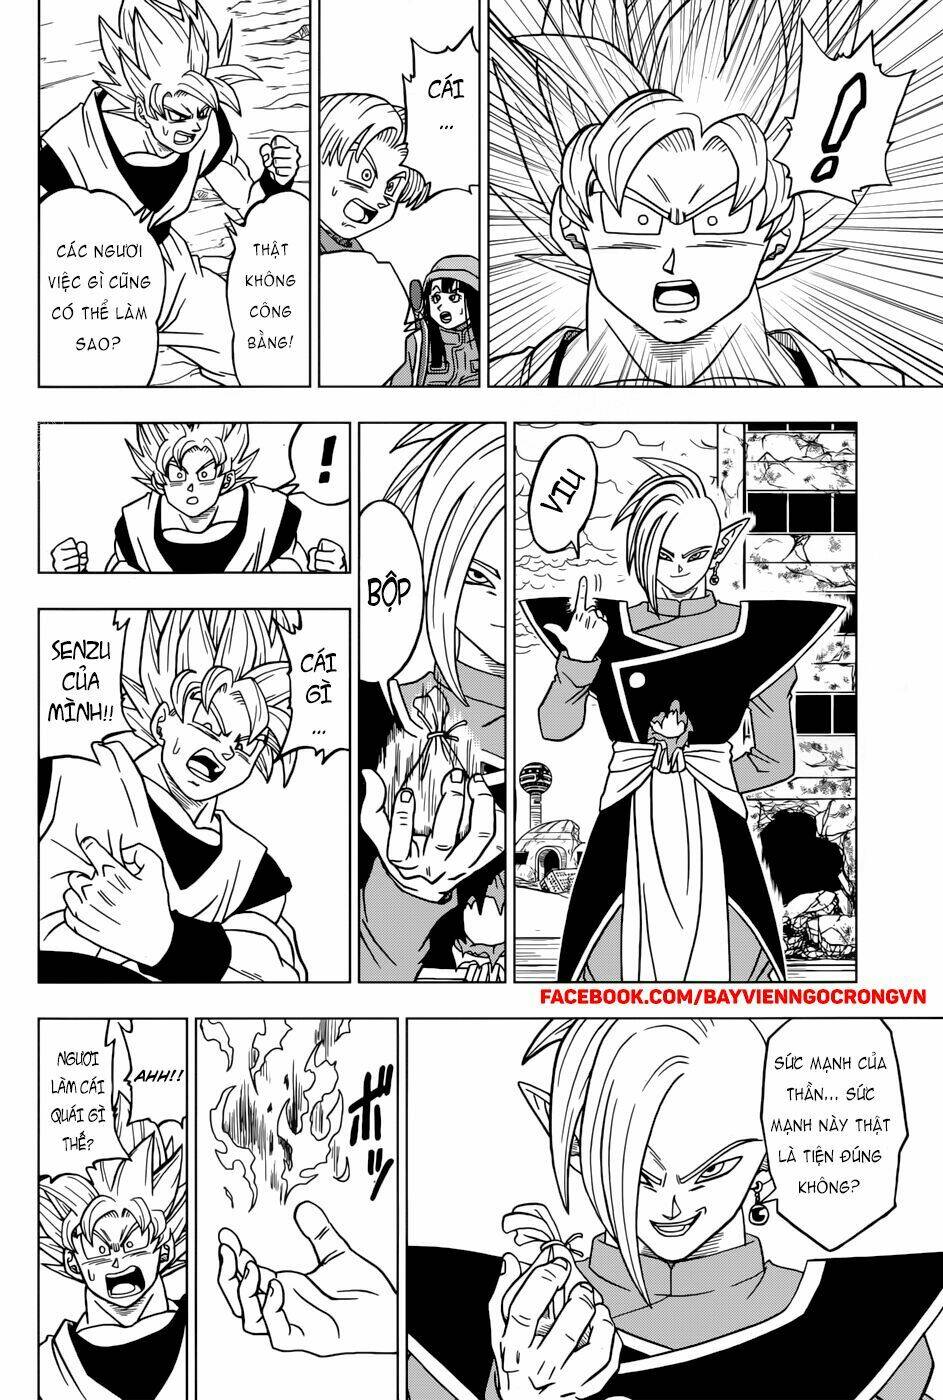 !
CÁI
...
THẬT
KHÔNG
CÔNG
BẰNG!
CÁC NGƯƠI
VIỆC GÌ CŨNG
CÓ THỂ LÀM
SAO?
VIU
BỘP
!
CÁI
GÌ
...
SENZU
CỦA
MÌNH!!
FACEBOOK.COM/BAYVIENNGOCRONGVN
SỨC MẠNH CỦA
THẦN... SỨC
MẠNH NÀY THẬT
LÀ TIỆN ĐÚNG
KHÔNG?
ボッ
AHH!!
NGƯƠI
LÀM CÁI
QUÁI GÌ
THẾ?